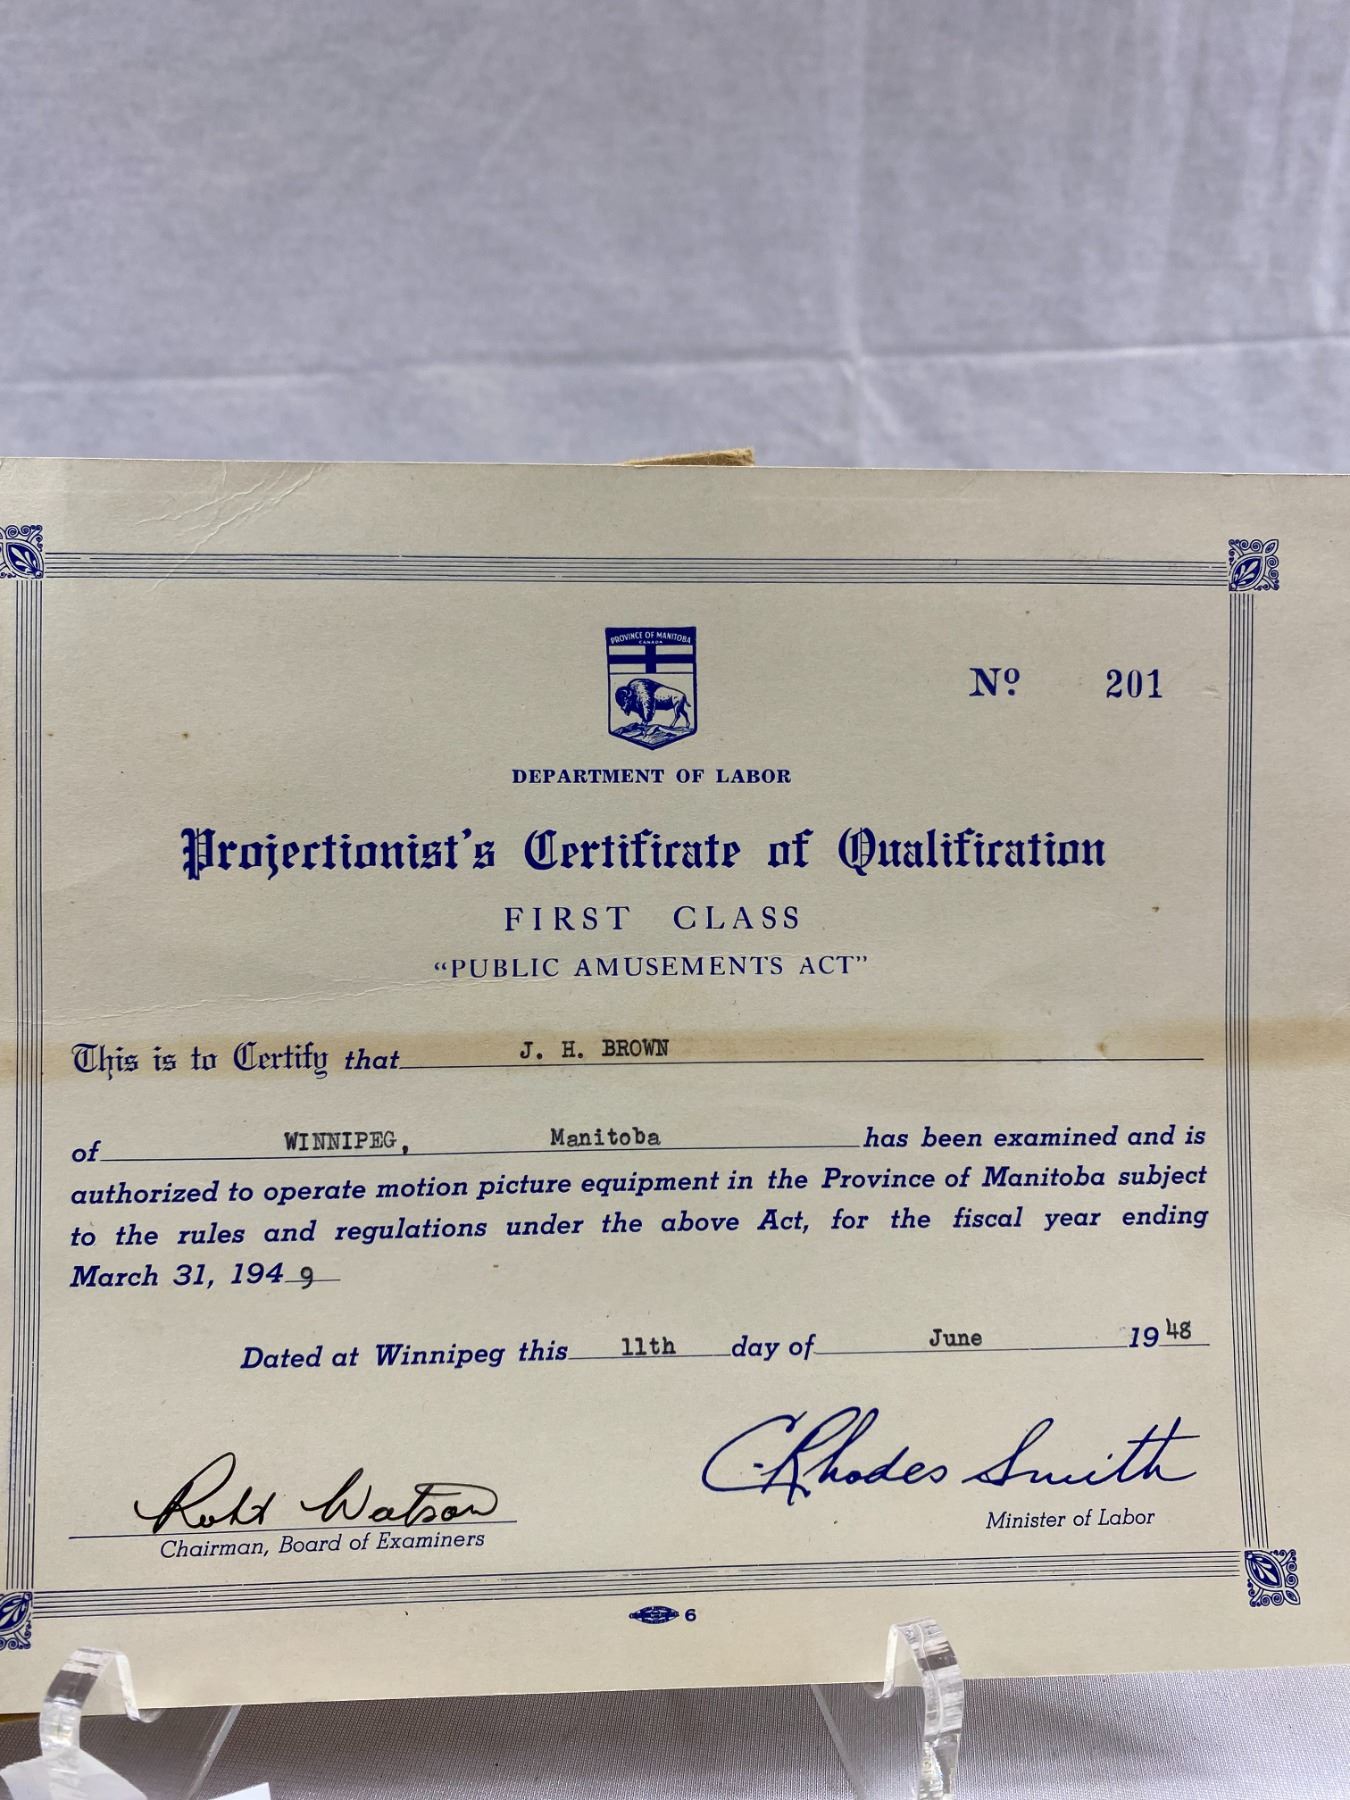 PROVINCE OF MANITOBA
CANADA
Nº 201
DEPARTMENT OF LABOR
Projectionist's Certificate of Qualification
FIRST CLASS
“PUBLIC AMUSEMENTS ACT”
This is to Certify that J. H. BROWN
of WINNIPEG, Manitoba has been examined and is
authorized to operate motion picture equipment in the Province of Manitoba subject
to the rules and regulations under the above Act, for the fiscal year ending
March 31, 1949
Dated at Winnipeg this 11th day of June 1948
Robt Watson
Chairman, Board of Examiners
C. Rhodes Smith
Minister of Labor
6